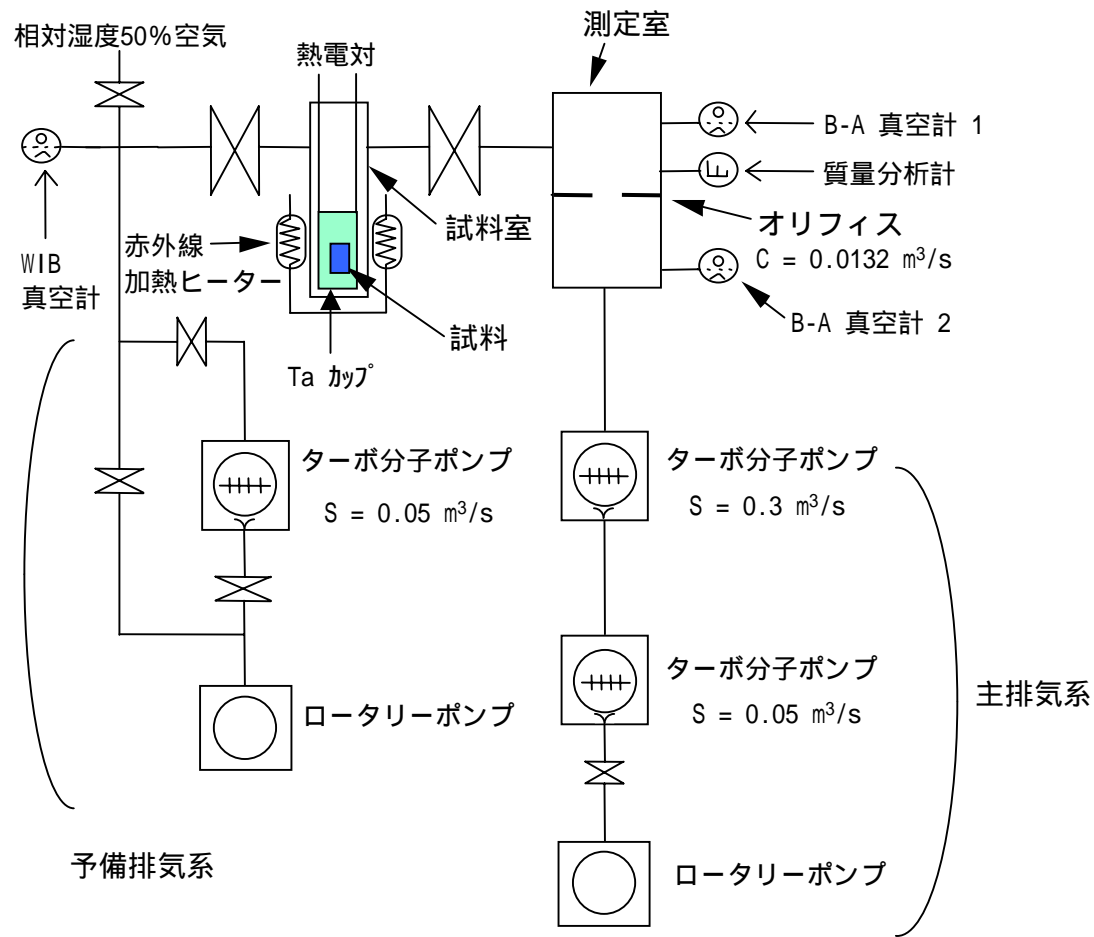 相対湿度50%空気
熱電対
測定室
B-A 真空計 1
質量分析計
オリフィス
C = 0.0132 m³/s
B-A 真空計 2
試料室
赤外線
加熱ヒーター
WIB
真空計
試料
Ta カップ
ターボ分子ポンプ
S = 0.05 m³/s
ターボ分子ポンプ
S = 0.3 m³/s
ターボ分子ポンプ
S = 0.05 m³/s
主排気系
ロータリーポンプ
予備排気系
ロータリーポンプ